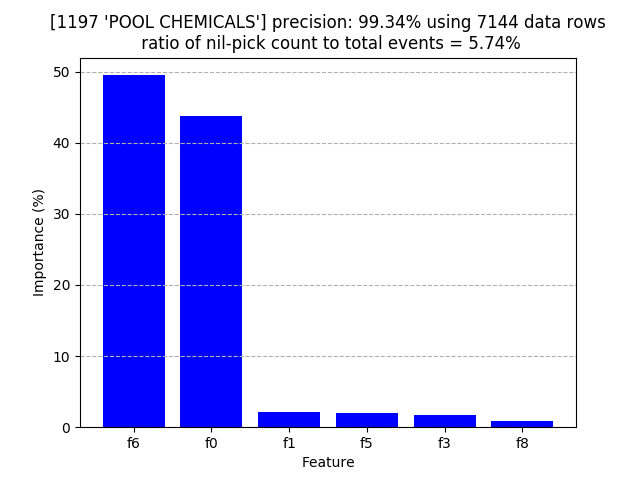 [1197 'POOL CHEMICALS'] precision: 99.34% using 7144 data rows
ratio of nil-pick count to total events = 5.74%
50
40
30
20
10
0
Importance (%)
f6 f0 f1 f5 f3 f8
Feature